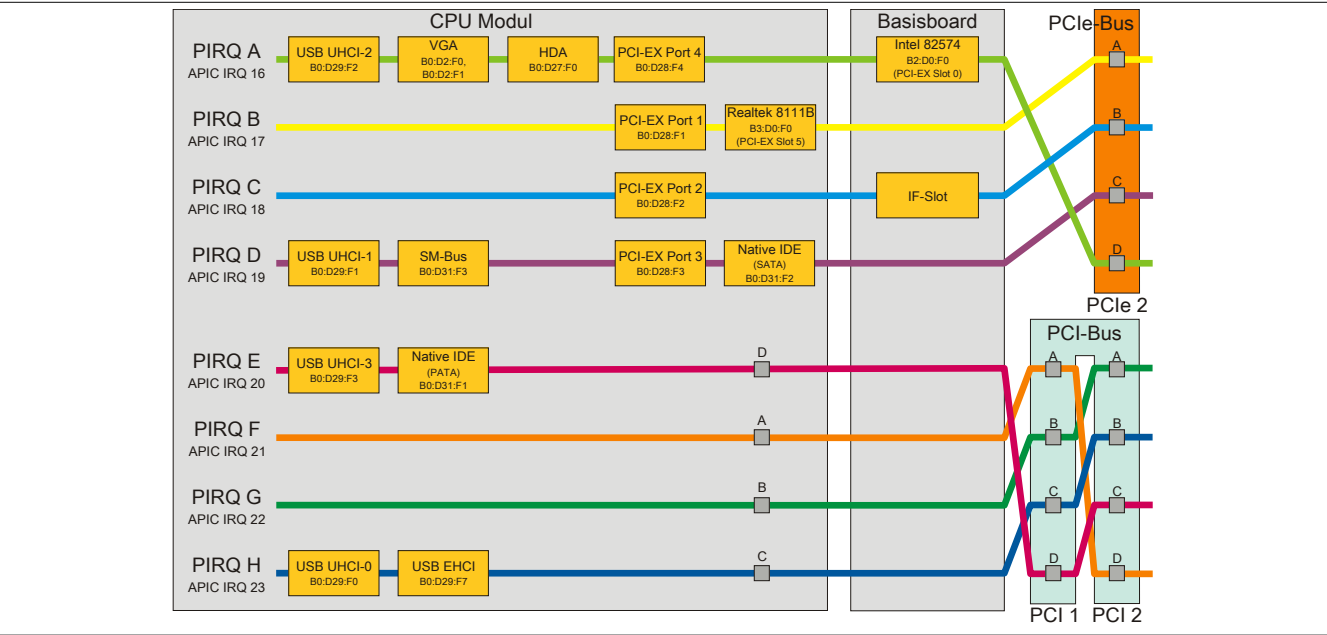 CPU Modul
Basisboard
PCIe-Bus
PIRQ A
APIC IRQ 16
USB UHCI-2
B0:D29:F2
VGA
B0:D2:F0,
B0:D2:F1
HDA
B0:D27:F0
PCI-EX Port 4
B0:D28:F4
Intel 82574
B2:D0:F0
(PCI-EX Slot 0)
A
PIRQ B
APIC IRQ 17
PCI-EX Port 1
B0:D28:F1
Realtek 8111B
B3:D0:F0
(PCI-EX Slot 5)
B
PIRQ C
APIC IRQ 18
PCI-EX Port 2
B0:D28:F2
IF-Slot
C
PIRQ D
APIC IRQ 19
USB UHCI-1
B0:D29:F1
SM-Bus
B0:D31:F3
PCI-EX Port 3
B0:D28:F3
Native IDE
(SATA)
B0:D31:F2
D
PCIe 2
PCI-Bus
PIRQ E
APIC IRQ 20
USB UHCI-3
B0:D29:F3
Native IDE
(PATA)
B0:D31:F1
D
A
A
PIRQ F
APIC IRQ 21
A
B
B
PIRQ G
APIC IRQ 22
B
C
C
PIRQ H
APIC IRQ 23
USB UHCI-0
B0:D29:F0
USB EHCI
B0:D29:F7
C
D
D
PCI 1
PCI 2